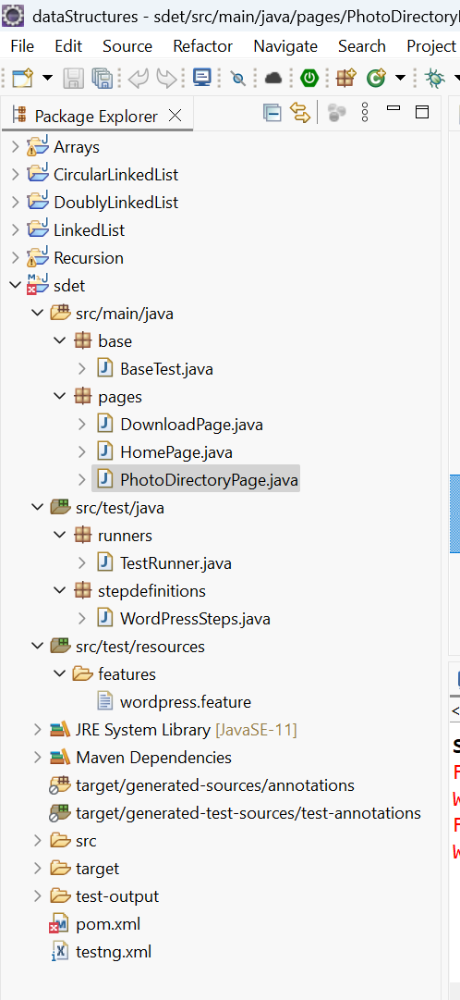 dataStructures - sdet/src/main/java/pages/PhotoDirectory
File Edit Source Refactor Navigate Search Project
Package Explorer
Arrays
CircularLinkedList
DoublyLinkedList
LinkedList
Recursion
sdet
src/main/java
base
BaseTest.java
pages
DownloadPage.java
HomePage.java
PhotoDirectoryPage.java
src/test/java
runners
TestRunner.java
stepdefinitions
WordPressSteps.java
src/test/resources
features
wordpress.feature
JRE System Library [JavaSE-11]
Maven Dependencies
target/generated-sources/annotations
target/generated-test-sources/test-annotations
src
target
test-output
pom.xml
testng.xml